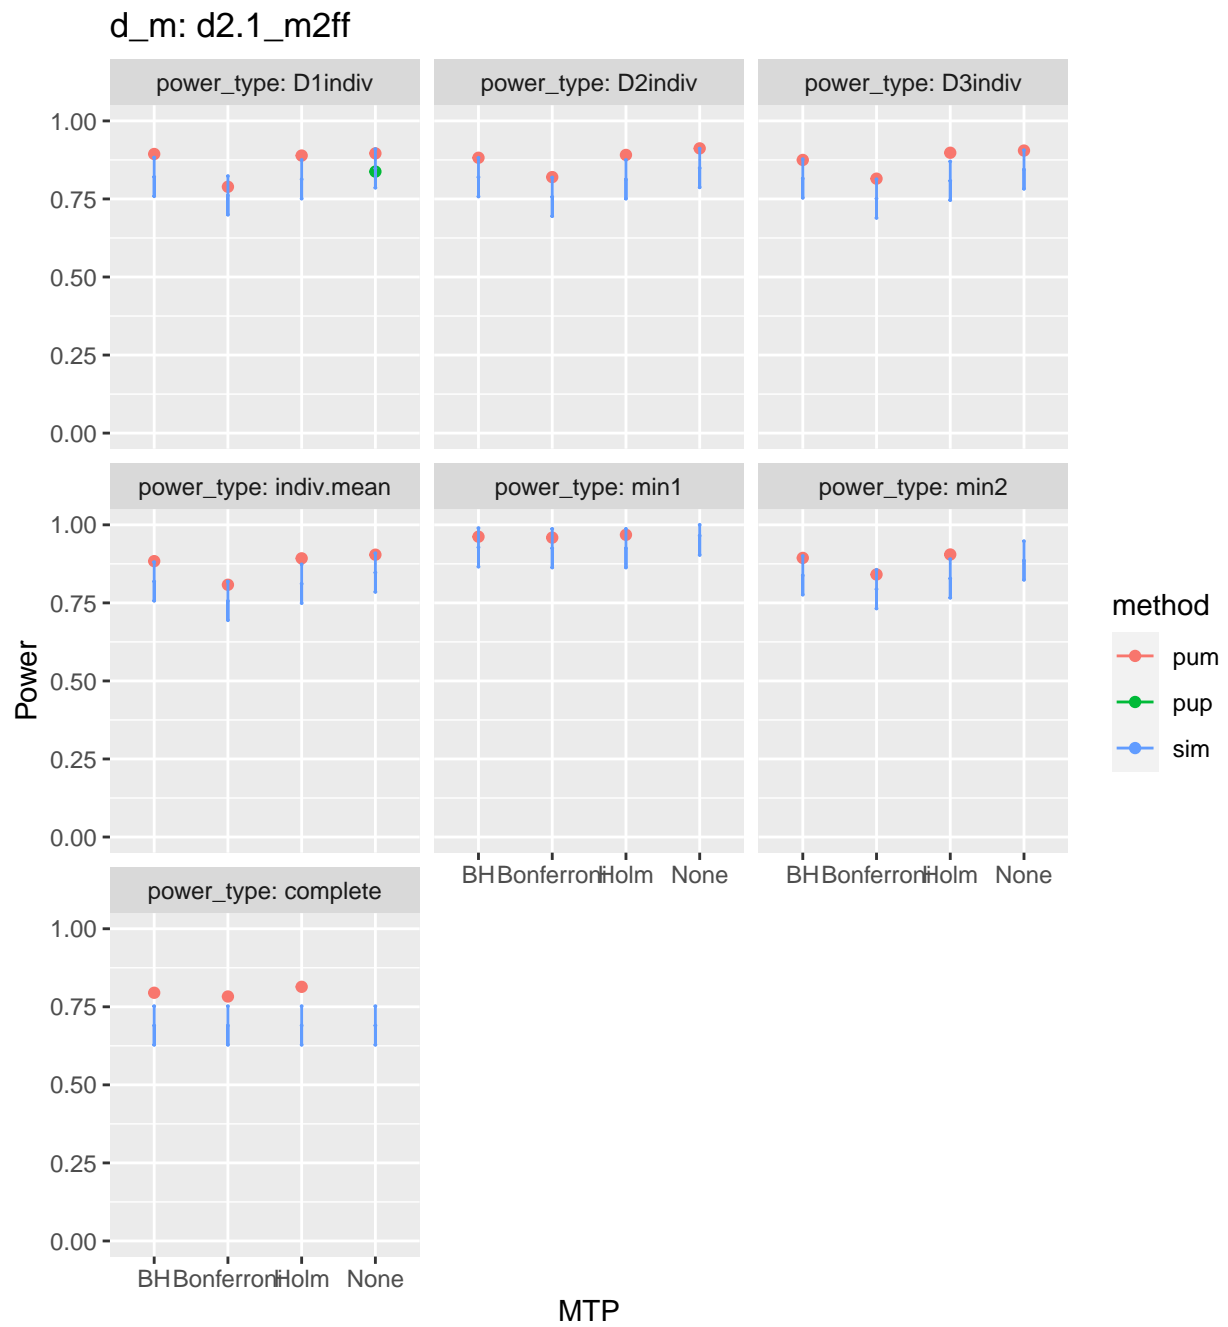 d_m: d2.1_m2ff
power_type: D1indiv power_type: D2indiv power_type: D3indiv
1.00
0.75
0.50
0.25
0.00
power_type: indiv.mean power_type: min1 power_type: min2
1.00
0.75
0.50
0.25
0.00
BH Bonferroni Holm None BH Bonferroni Holm None
power_type: complete
1.00
0.75
0.50
0.25
0.00
BH Bonferroni Holm None
MTP
Power
method
pum
pup
sim